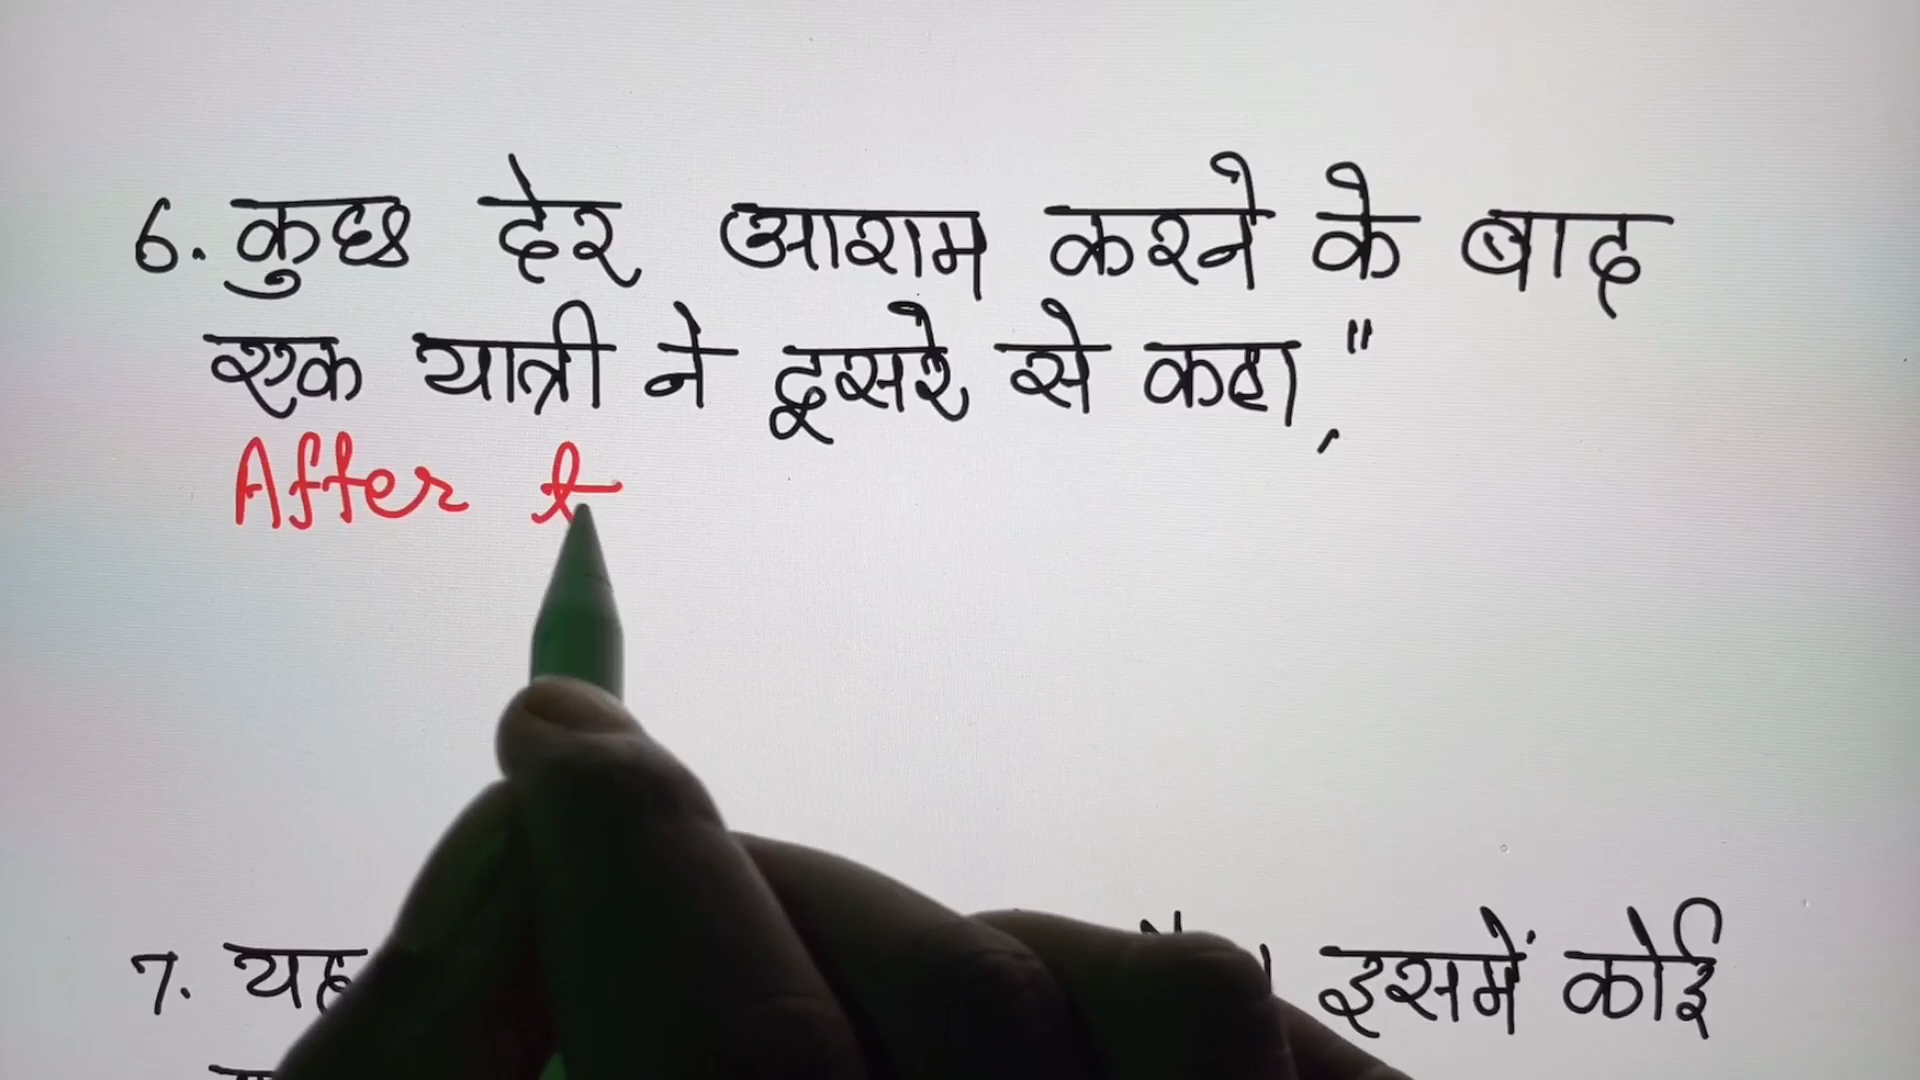 6. कुछ देर आराम करने के बाद
एक यात्री ने दूसरे से कहा,"
After t
7. यह इसमें कोई